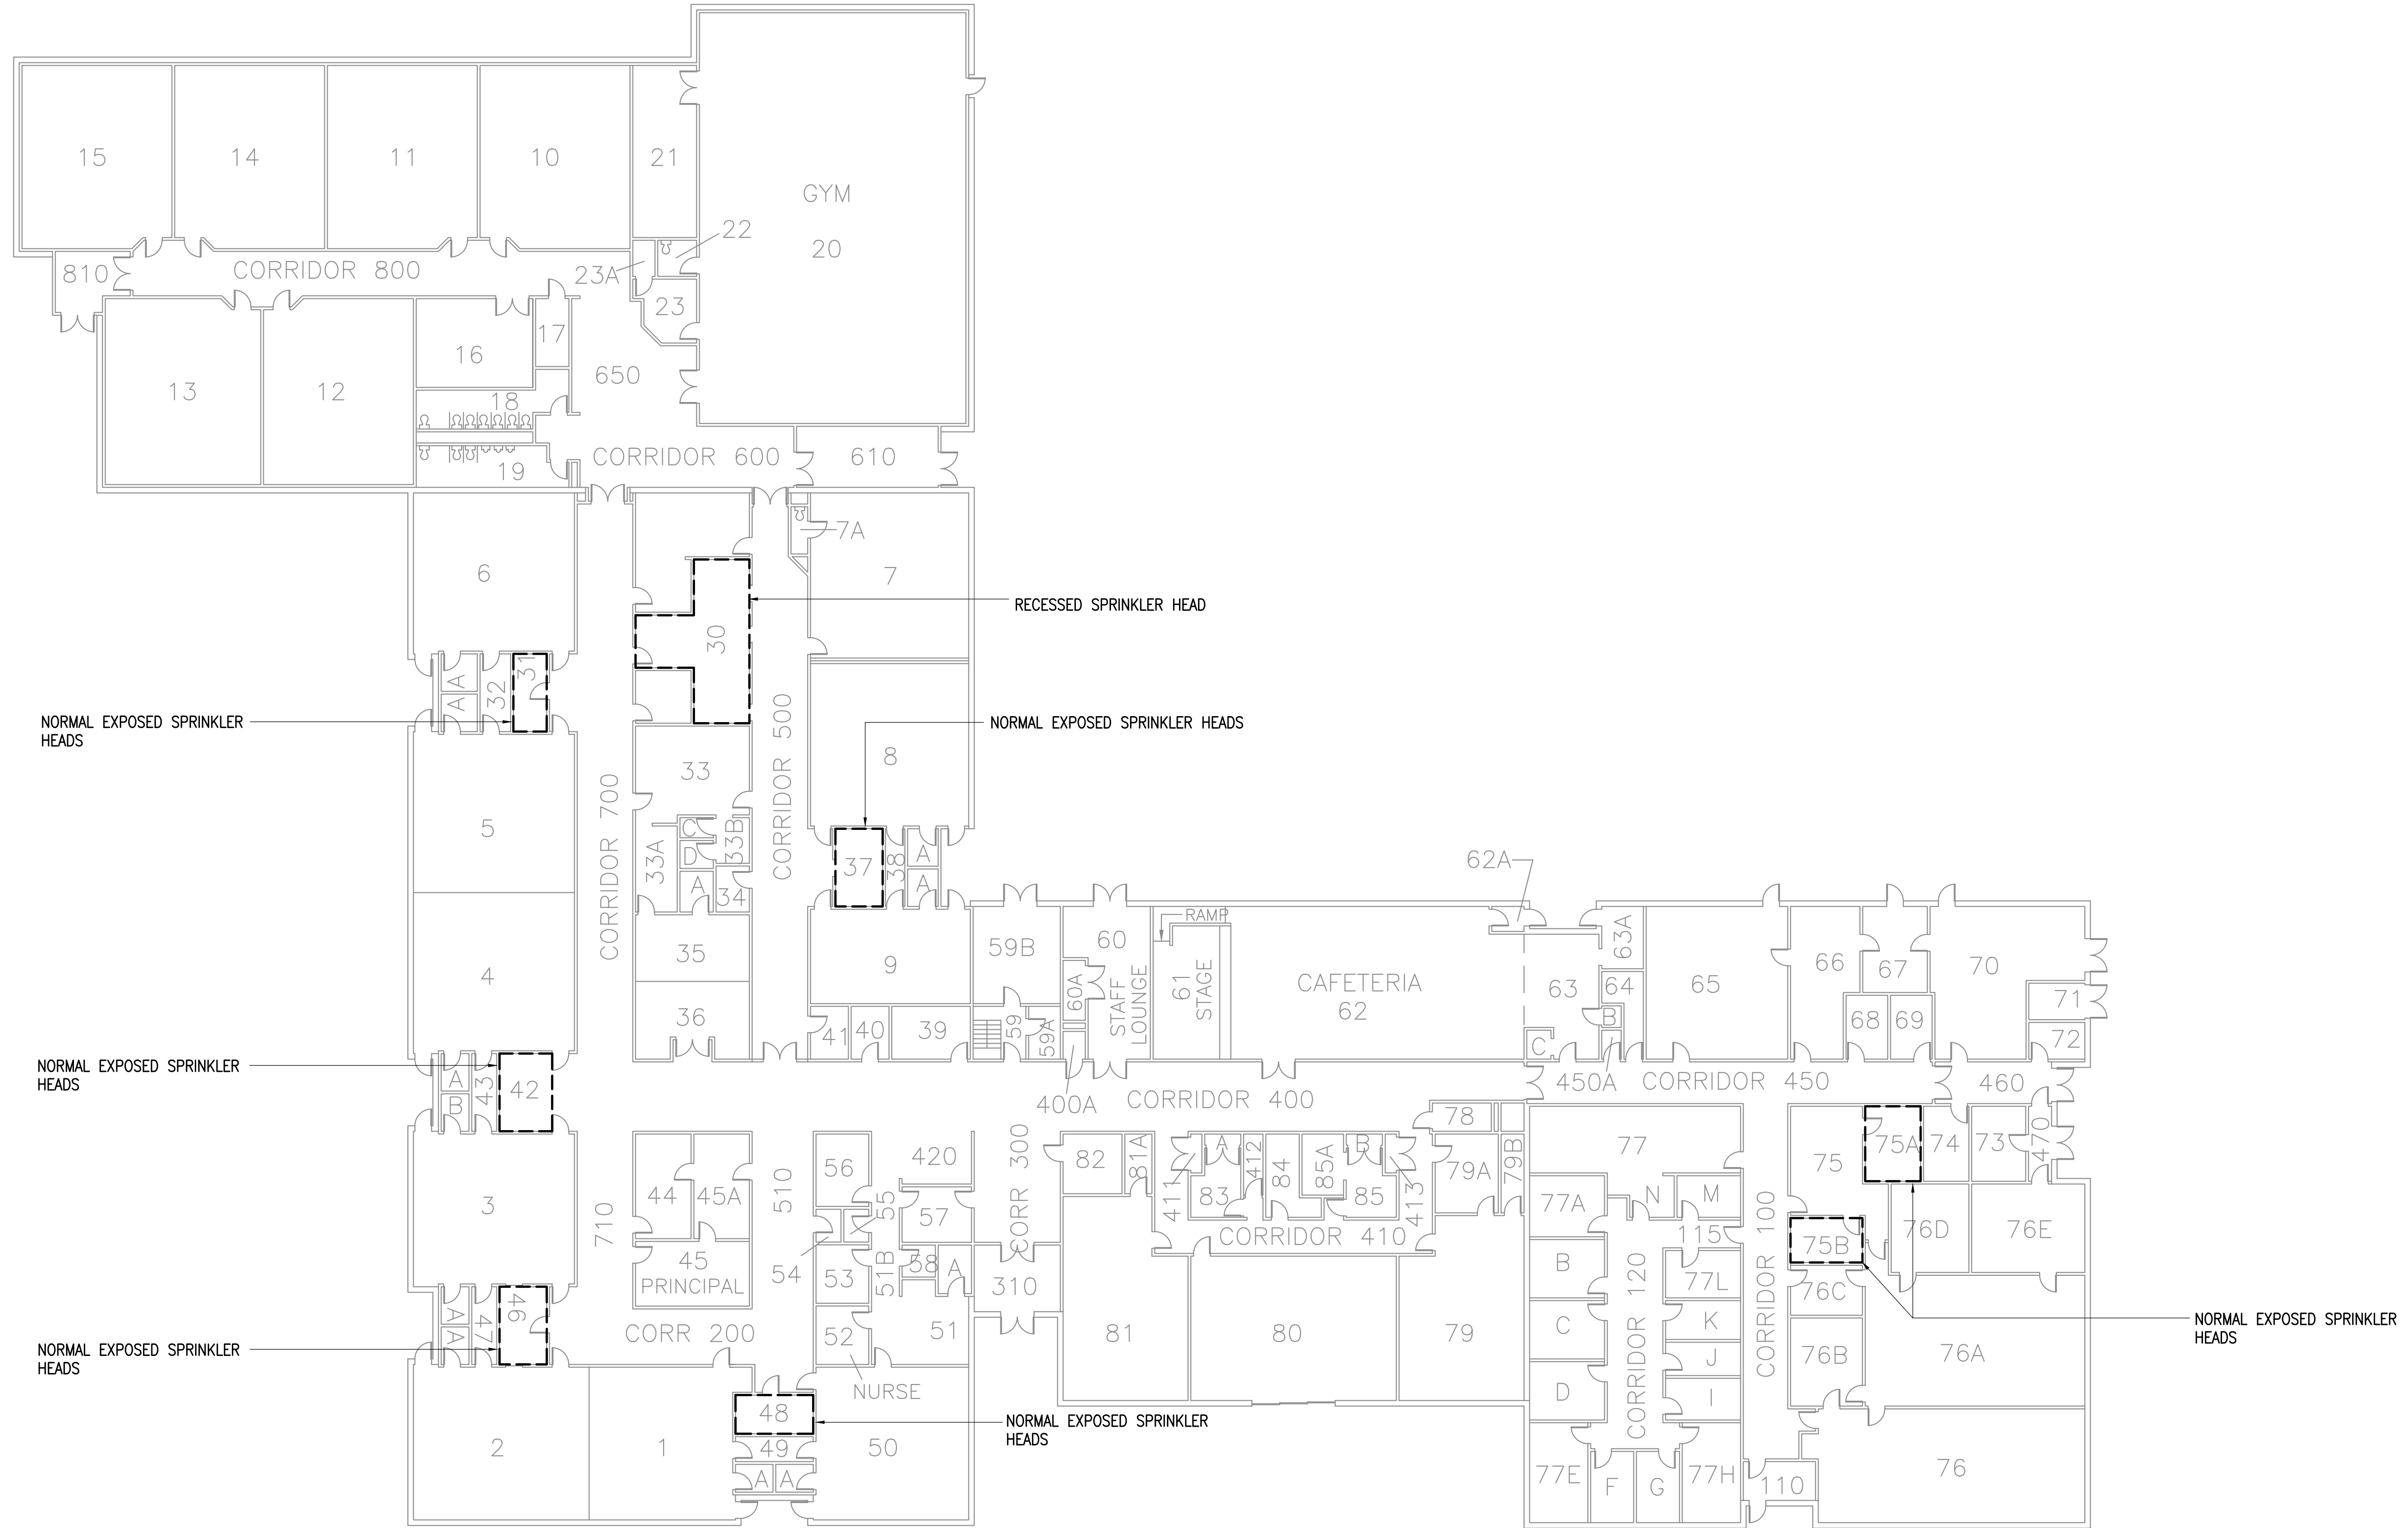 15
14
11
10
21
GYM
20
22
23A
810
CORRIDOR 800
23
17
16
13
12
650
18
19
CORRIDOR 600
610
6
7A
7
RECESSED SPRINKLER HEAD
30
31
32
A
A
NORMAL EXPOSED SPRINKLER
HEADS
NORMAL EXPOSED SPRINKLER HEADS
CORRIDOR 500
8
33
5
CORRIDOR 700
C
D
33B
33A
A
34
37
38
A
A
62A
RAMP
35
9
59B
60
60A
STAFF
LOUNGE
61
STAGE
CAFETERIA
62
63
63A
64
B
65
66
67
70
71
4
36
41
40
39
59
59A
C
68
69
72
NORMAL EXPOSED SPRINKLER
HEADS
A
B
43
42
400A
CORRIDOR 400
450A
CORRIDOR 450
460
78
3
710
44
45A
510
56
420
CORR 300
82
81A
411
A
83
412
84
85A
B
85
413
79A
79B
77
75
75A
74
73
470
55
57
CORRIDOR 410
77A
N
M
115
CORRIDOR 100
76D
76E
45
PRINCIPAL
54
53
51B
58
A
310
B
CORRIDOR 120
77L
75B
76C
A
A
47
46
NORMAL EXPOSED SPRINKLER
HEADS
CORR 200
52
51
NURSE
81
80
79
C
K
76B
76A
NORMAL EXPOSED SPRINKLER
HEADS
D
J
I
2
1
48
49
A
A
50
NORMAL EXPOSED SPRINKLER
HEADS
77E
F
G
77H
110
76